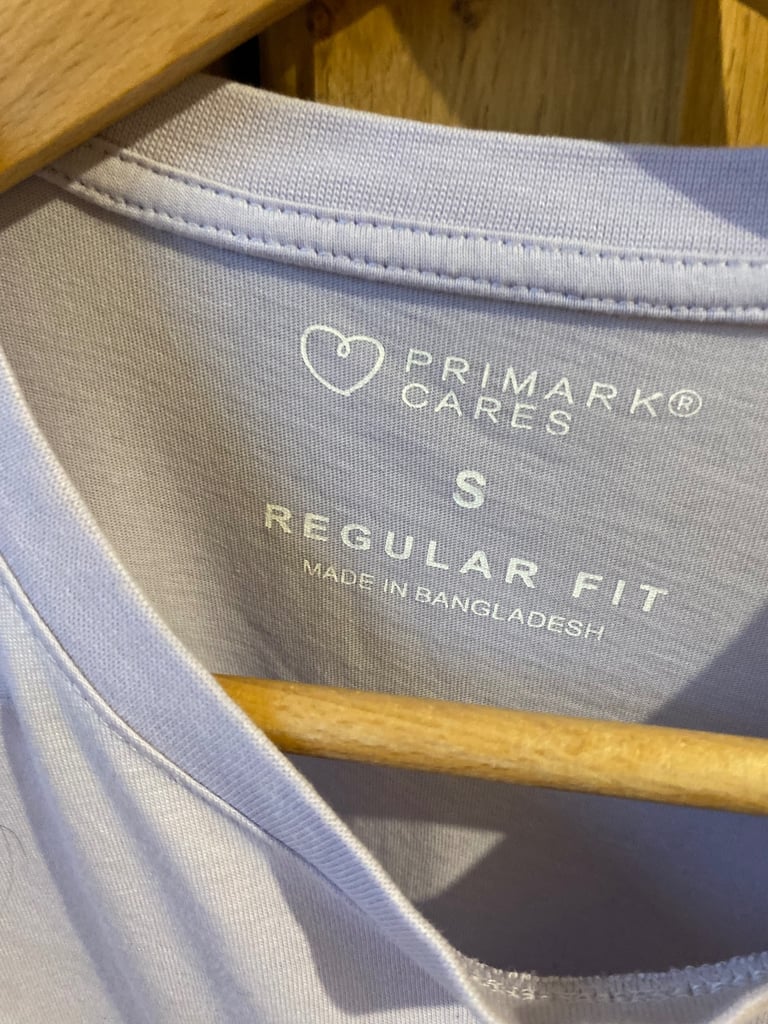 PRIMARK®
CARES
S
REGULAR FIT
MADE IN BANGLADESH